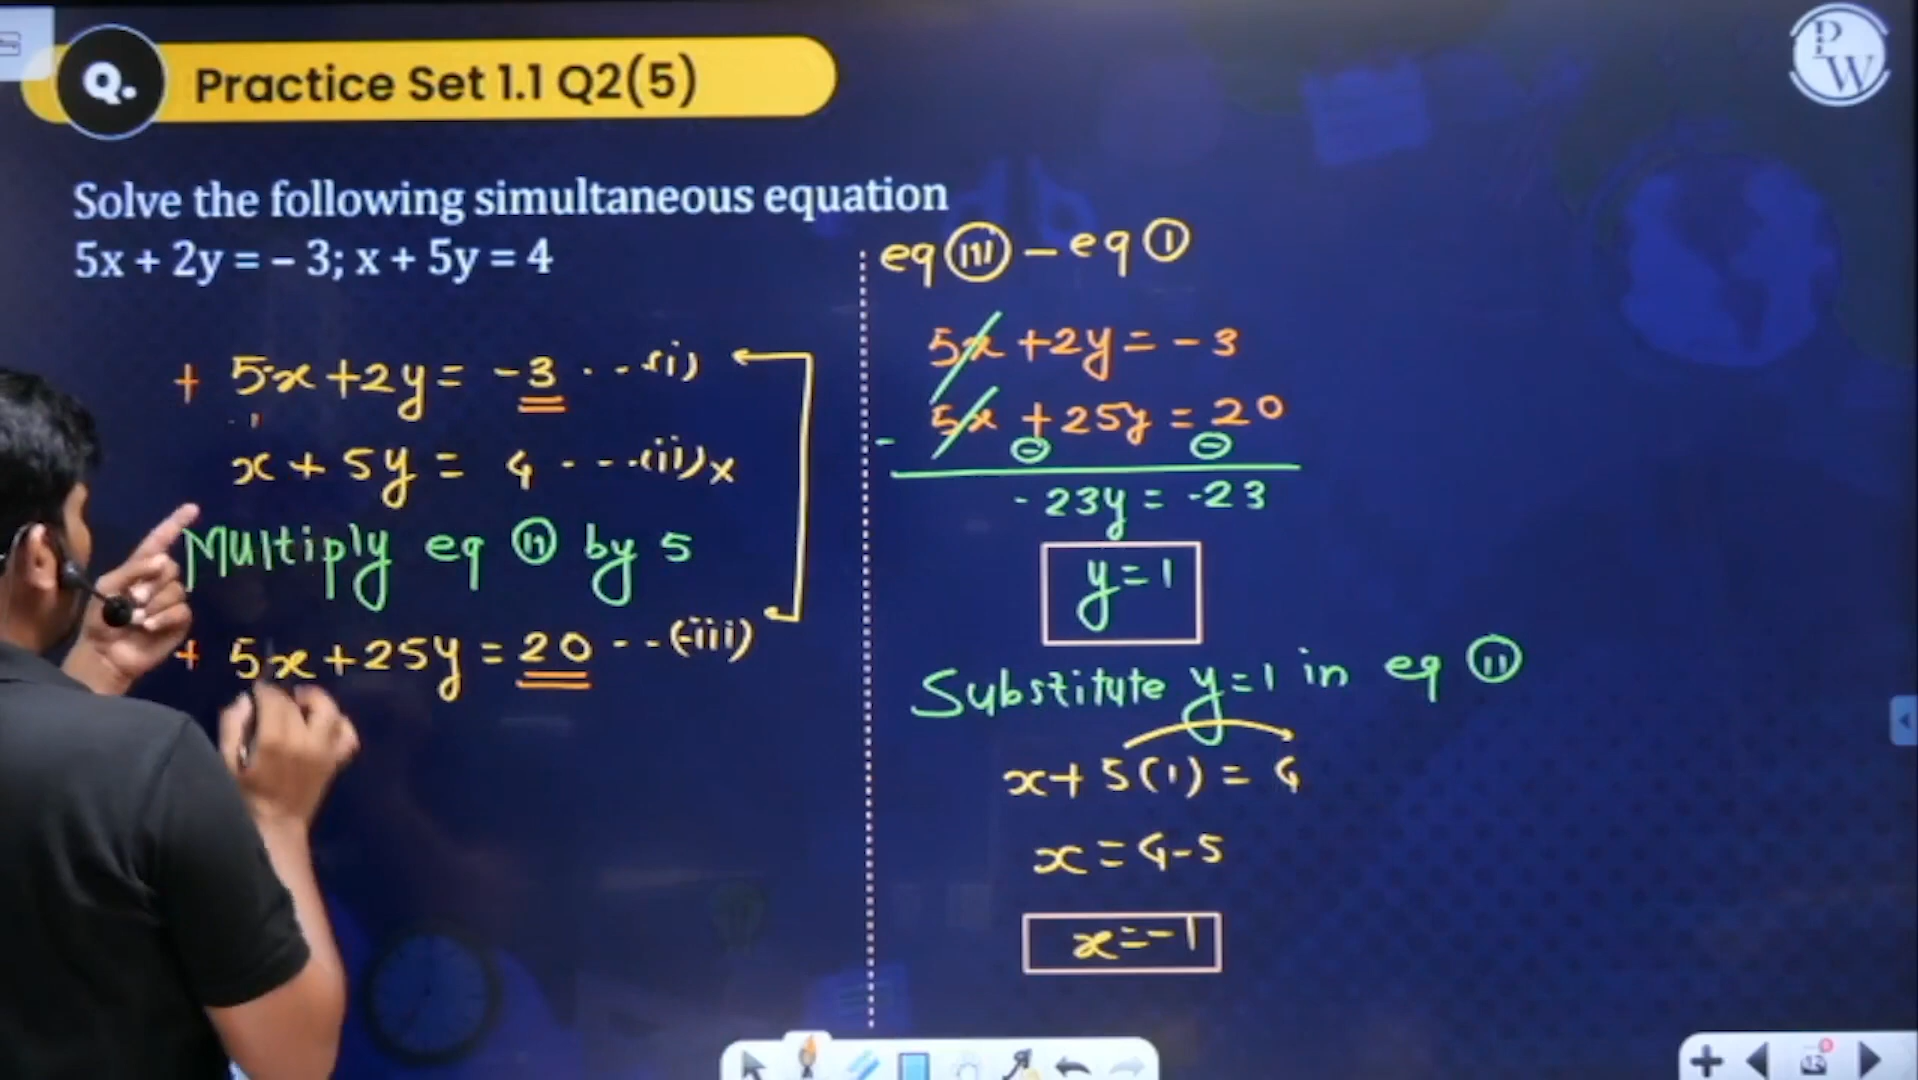 Q.
Practice Set 1.1 Q2(5)
PW
Solve the following simultaneous equation
5x + 2y = – 3; x + 5y = 4
+ 5x + 2y = -3 - - - (i)
x + 5y = 4 - - - (ii) x
Multiply eq (ii) by 5
+ 5x + 25y = 20 - - (iii)
eq (iii) – eq (i)
5x + 2y = - 3
- 5x + 25y = 20
(-) (-)
- 23y = -23
y = 1
Substitute y = 1 in eq (ii)
x + 5(1) = 4
x = 4 - 5
x = -1